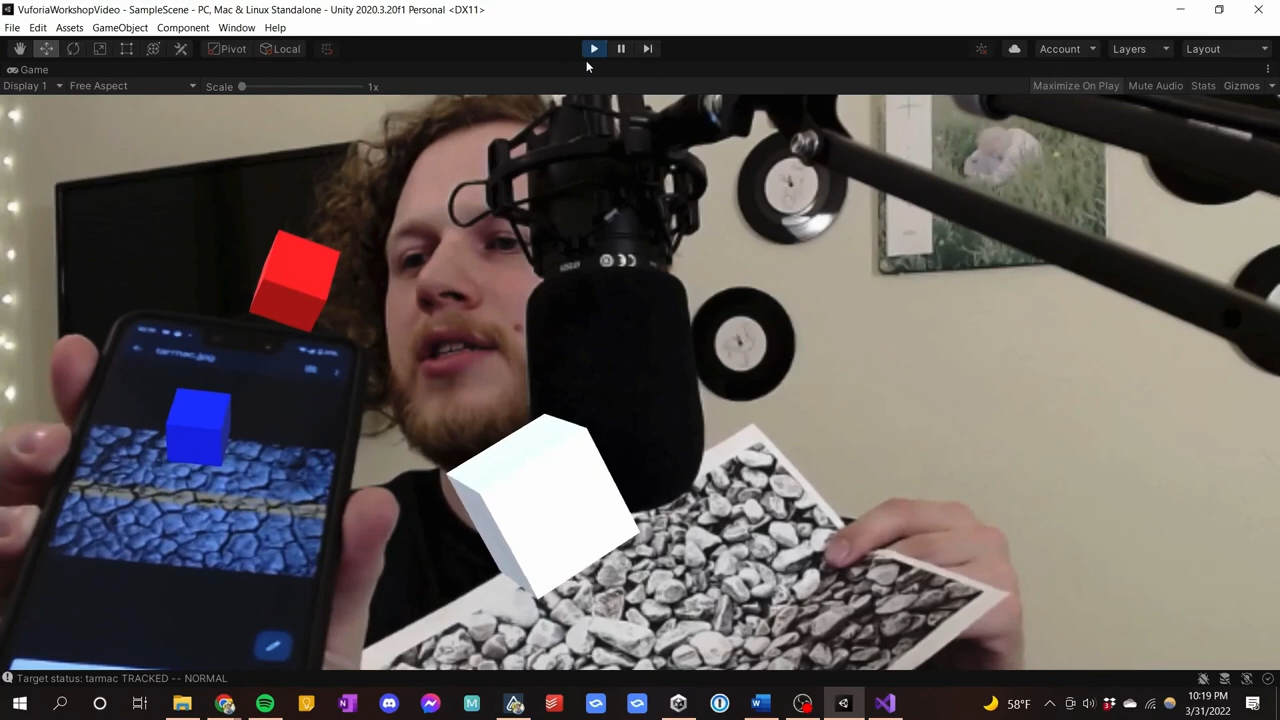 VuforiaWorkshopVideo - SampleScene - PC, Mac & Linux Standalone - Unity 2020.3.20f1 Personal <DX11>
File Edit Assets GameObject Component Window Help
Pivot Local Account Layers Layout
Game
Display 1 Free Aspect Scale 1x Maximize On Play Mute Audio Stats Gizmos
tarmac.jpg
Target status: tarmac TRACKED -- NORMAL
58°F
10:19 PM
3/31/2022